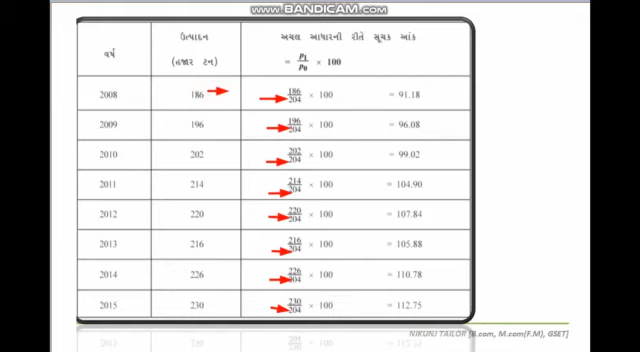 WWW.BANDICAM.COM
વર્ષ ઉત્પાદન અચલ આધારની રીતે સૂચક આંક
(હજાર ટન) = p₁/p₀ × 100
2008 186 186/204 × 100 = 91.18
2009 196 196/204 × 100 = 96.08
2010 202 202/204 × 100 = 99.02
2011 214 214/204 × 100 = 104.90
2012 220 220/204 × 100 = 107.84
2013 216 216/204 × 100 = 105.88
2014 226 226/204 × 100 = 110.78
2015 230 230/204 × 100 = 112.75
NIKUNJ TAILOR [B.com, M.com(F.M), GSET]